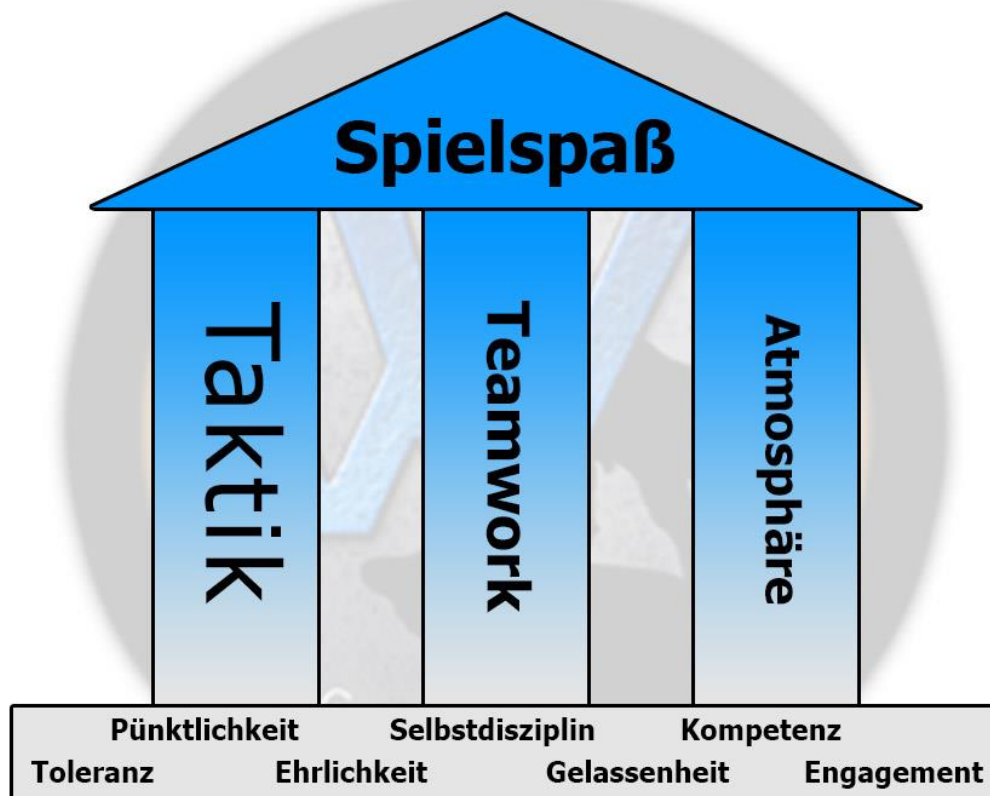 Spielspaß
Taktik
Teamwork
Atmosphäre
Pünktlichkeit Selbstdisziplin Kompetenz
Toleranz Ehrlichkeit Gelassenheit Engagement